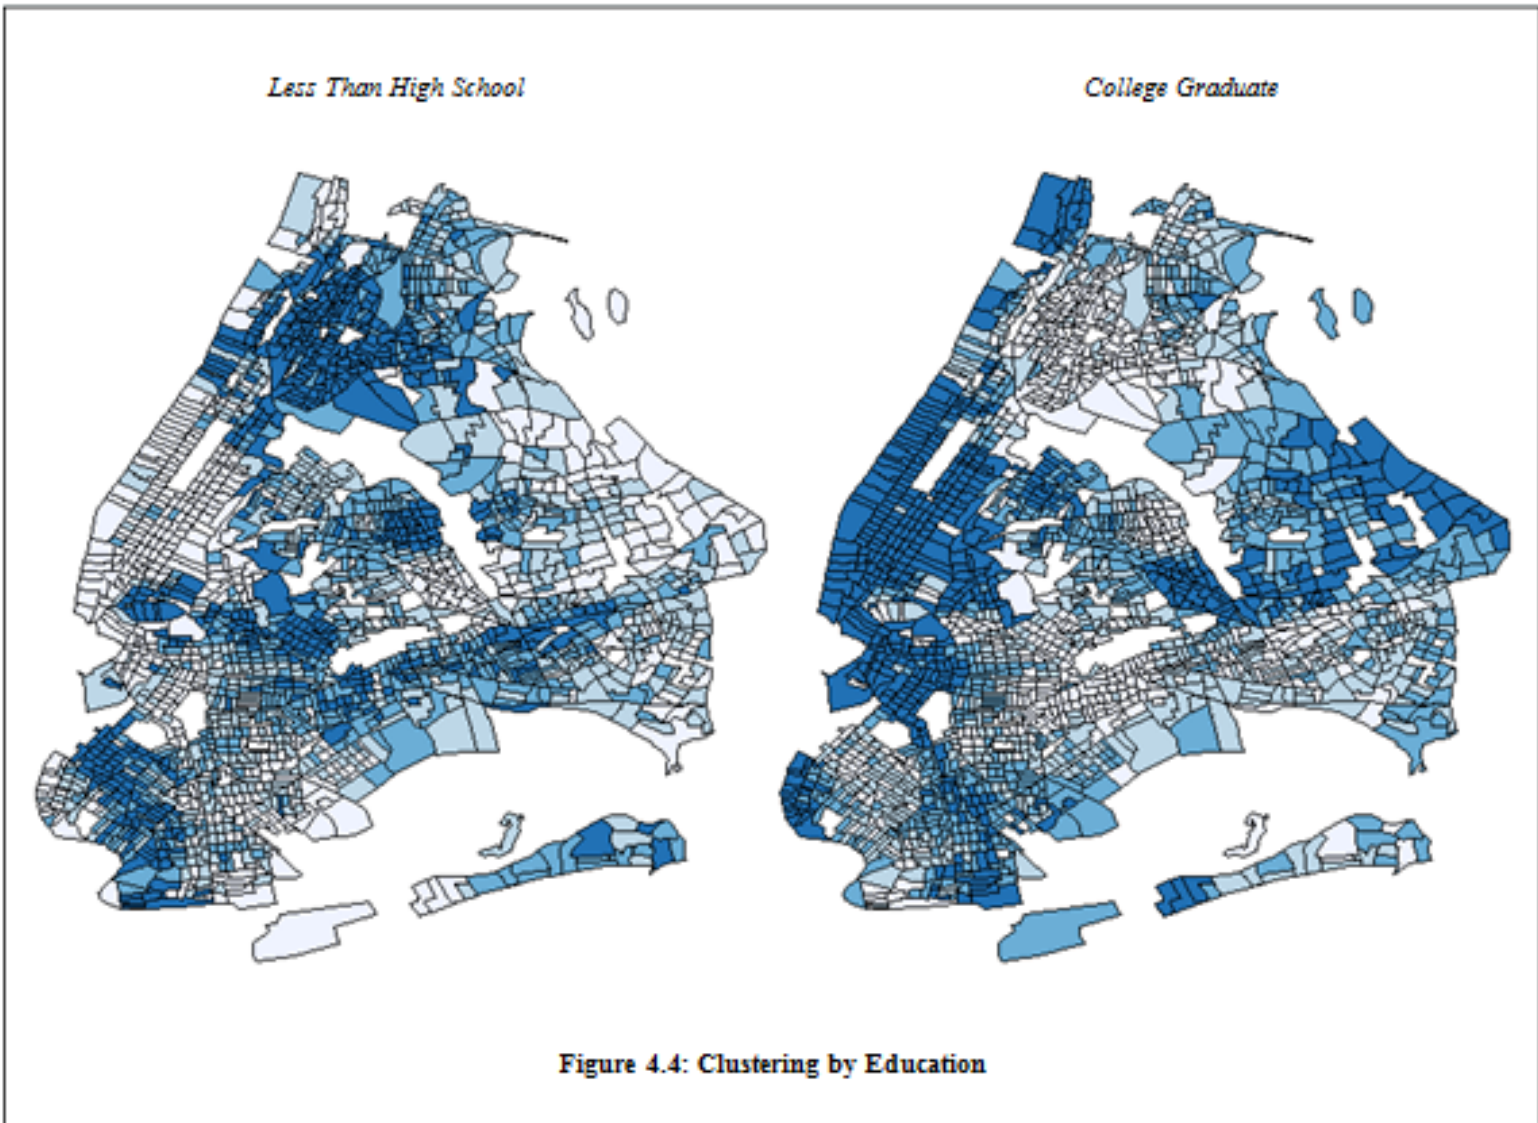 Less Than High School
College Graduate
Figure 4.4: Clustering by Education